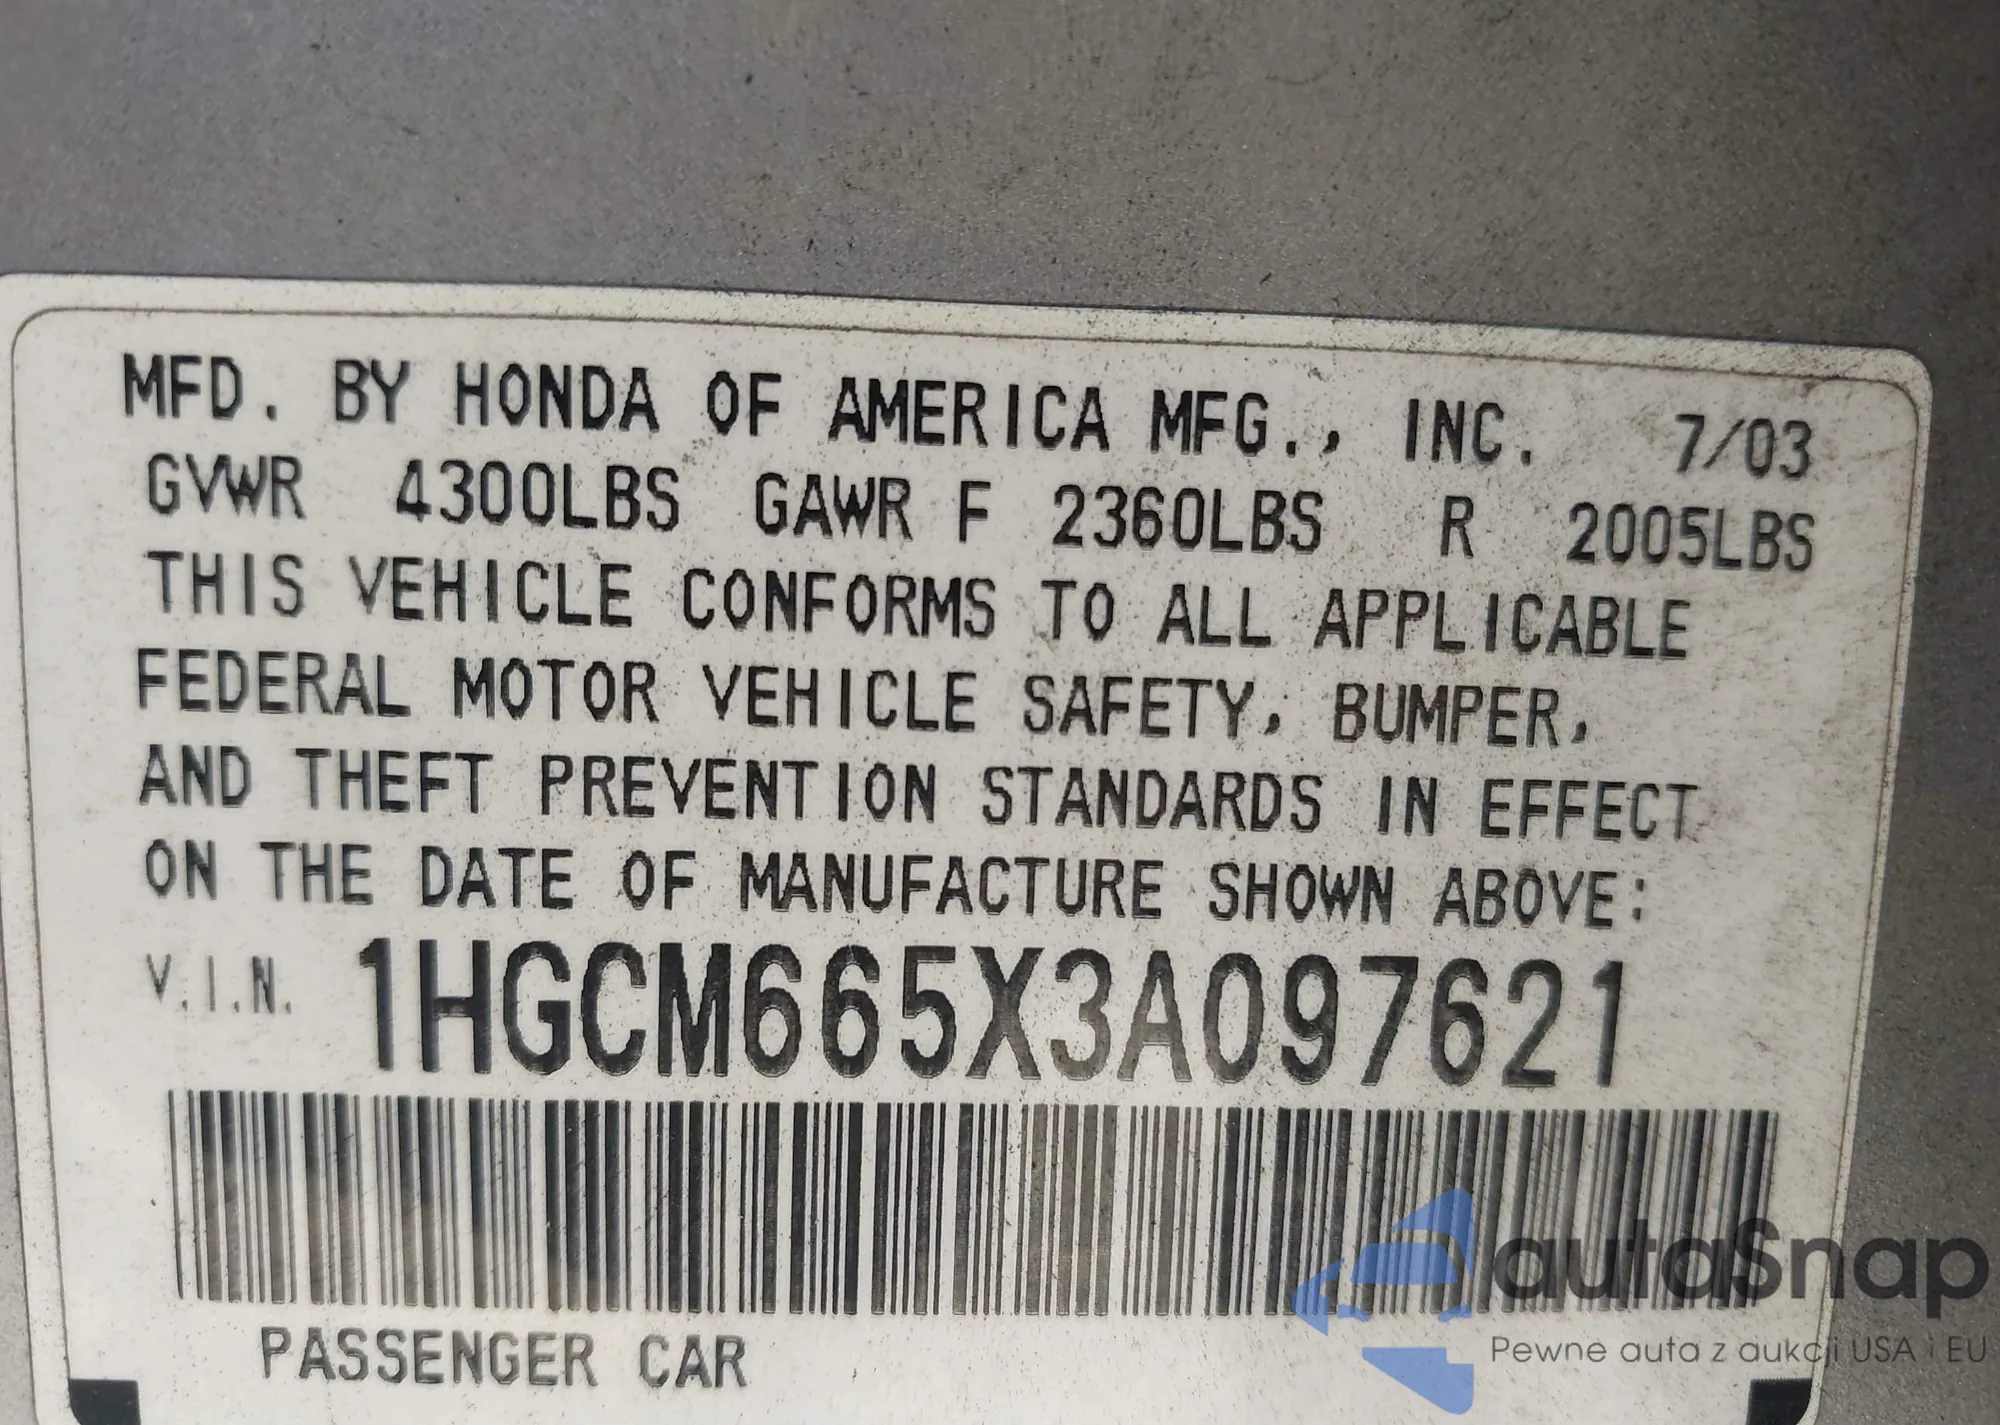 MFD. BY HONDA OF AMERICA MFG., INC. 7/03
GVWR 4300LBS GAWR F 2360LBS R 2005LBS
THIS VEHICLE CONFORMS TO ALL APPLICABLE
FEDERAL MOTOR VEHICLE SAFETY, BUMPER,
AND THEFT PREVENTION STANDARDS IN EFFECT
ON THE DATE OF MANUFACTURE SHOWN ABOVE:
V.I.N. 1HGCM665X3A097621
PASSENGER CAR
autaSnap
Pewne auta z aukcji USA i EU